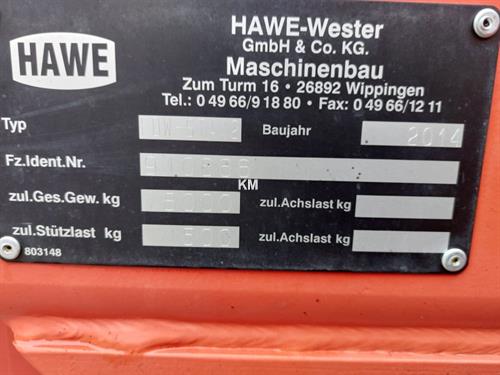 HAWE
HAWE-Wester
GmbH & Co. KG.
Maschinenbau
Zum Turm 16 • 26892 Wippingen
Tel.: 0 49 66/9 18 80 • Fax: 0 49 66/12 11
Typ Baujahr 2014
Fz.Ident.Nr.
KM
zul.Ges.Gew. kg zul.Achslast kg
zul.Stützlast kg 500 zul.Achslast kg
803148